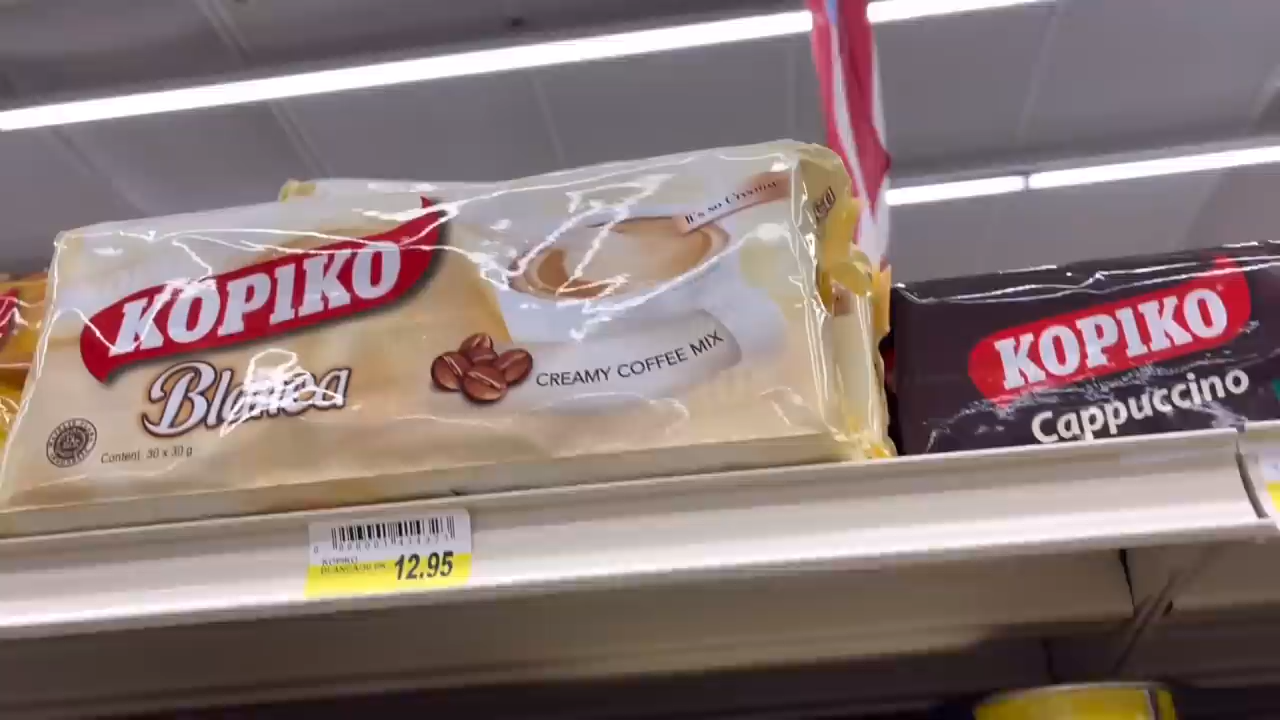 KOPIKO
Blanca
IT'S SO CREAMY
CREAMY COFFEE MIX
Content 30 x 30 g
KOPIKO
Cappuccino
KOPIKO
12.95